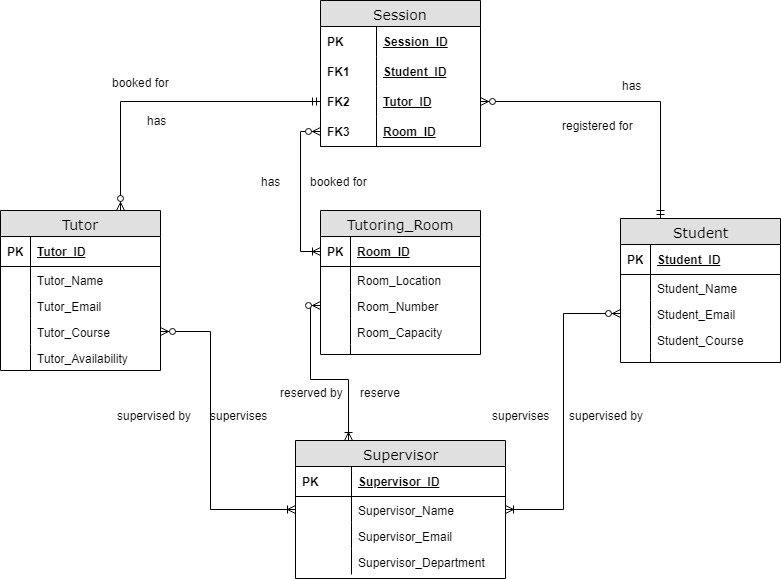 Session
PK Session_ID
FK1 Student_ID
FK2 Tutor_ID
FK3 Room_ID
booked for
has
has
registered for
has
booked for
Tutor
PK Tutor_ID
Tutor_Name
Tutor_Email
Tutor_Course
Tutor_Availability
Tutoring_Room
PK Room_ID
Room_Location
Room_Number
Room_Capacity
Student
PK Student_ID
Student_Name
Student_Email
Student_Course
reserved by
reserve
supervised by
supervises
supervises
supervised by
Supervisor
PK Supervisor_ID
Supervisor_Name
Supervisor_Email
Supervisor_Department